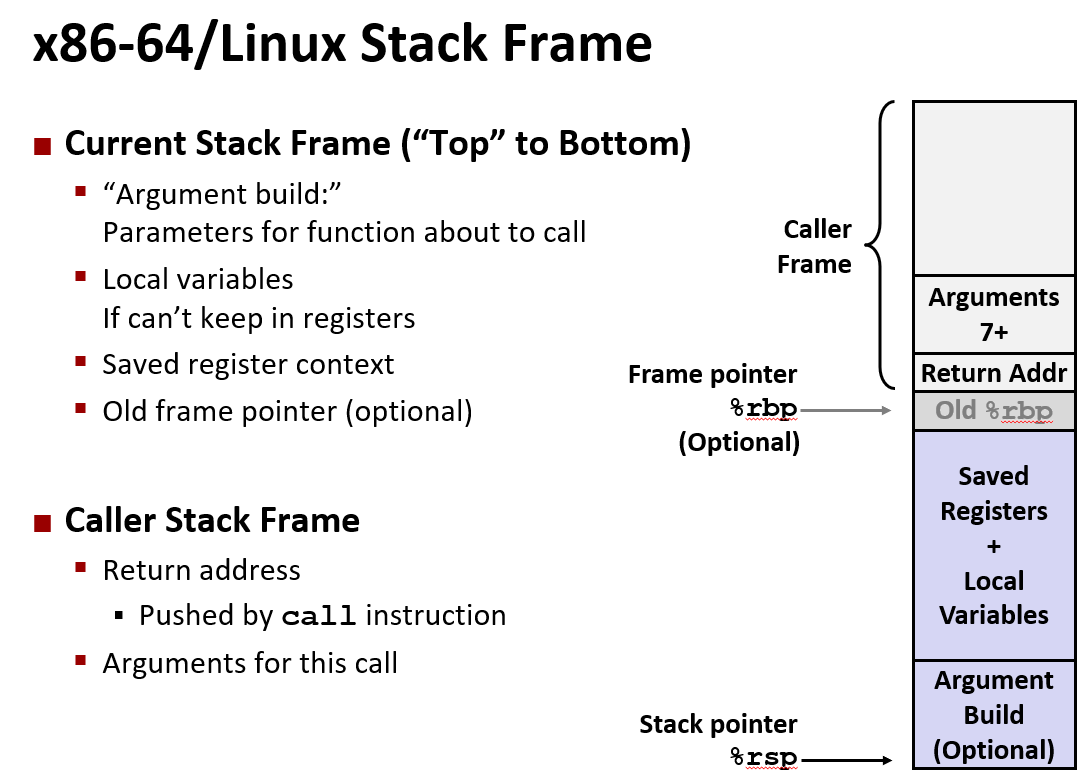 x86-64/Linux Stack Frame
Current Stack Frame (“Top” to Bottom)
“Argument build:”
Parameters for function about to call
Local variables
If can’t keep in registers
Saved register context
Old frame pointer (optional)
Caller Stack Frame
Return address
Pushed by call instruction
Arguments for this call
Caller
Frame
Frame pointer
%rbp
(Optional)
Stack pointer
%rsp
Arguments
7+
Return Addr
Old %rbp
Saved
Registers
+
Local
Variables
Argument
Build
(Optional)